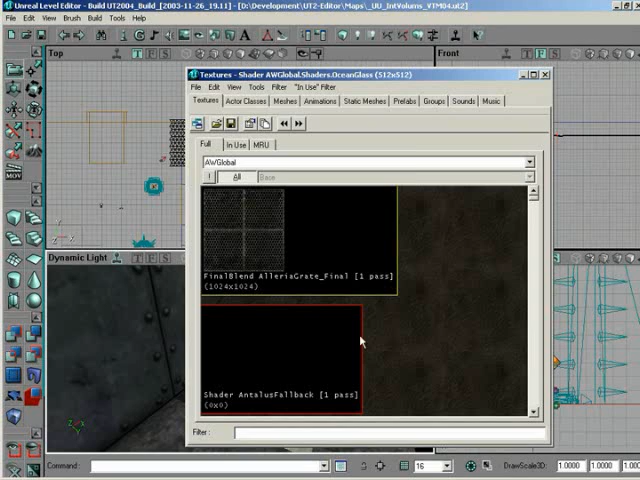 Unreal Level Editor - Build UT2004_Build_[2003-11-26_19.11] - [D:\Development\UT2-Editor\Maps\_UU_IntVolums_VTM04.ut2]
File Edit View Brush Build Tools Help
Top
Front
Textures - Shader AWGlobal.Shaders.OceanGlass (512x512)
File Edit View Tools Filter "In Use" Filter
Textures Actor Classes Meshes Animations Static Meshes Prefabs Groups Sounds Music
MOV
Full In Use MRU
AWGlobal
! All Base
FinalBlend AlleriaGrate_Final [1 pass]
(1024x1024)
Dynamic Light
Shader AntalusFallback [1 pass]
(0x0)
Filter :
Command: 16 DrawScale3D: 1.0000 1.0000